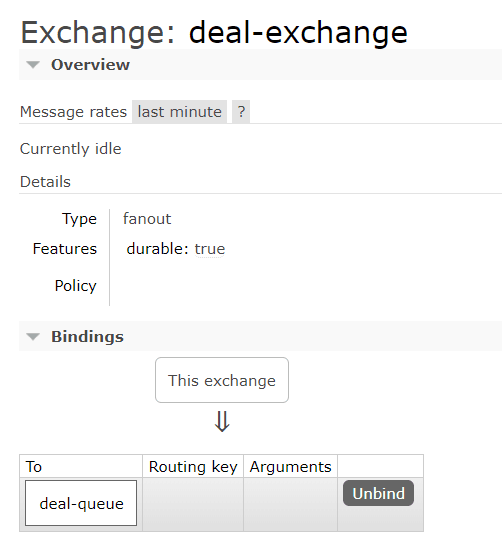 Exchange: deal-exchange
Overview
Message rates last minute ?
Currently idle
Details
Type fanout
Features durable: true
Policy
Bindings
This exchange
⇓
To Routing key Arguments
deal-queue Unbind